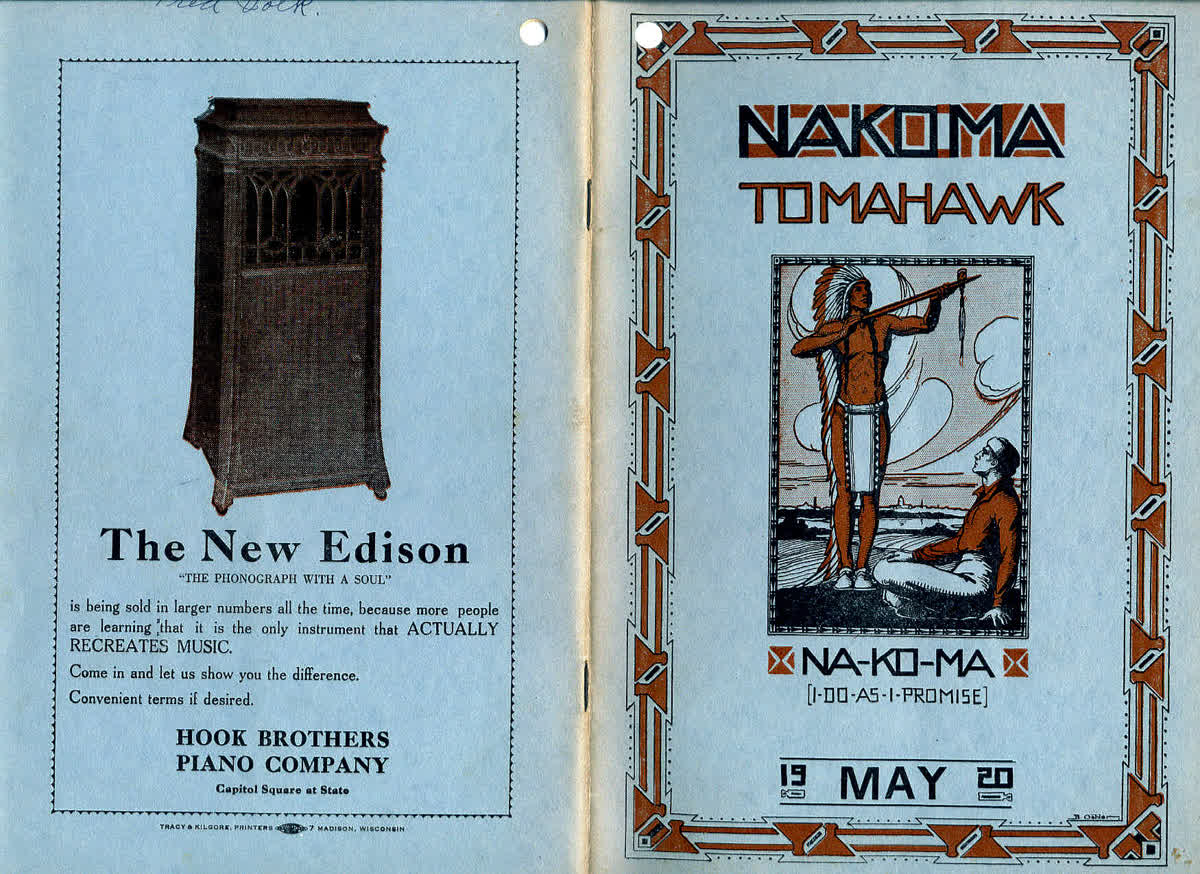 Fred Holk.
The New Edison
"THE PHONOGRAPH WITH A SOUL"
is being sold in larger numbers all the time, because more people
are learning that it is the only instrument that ACTUALLY
RECREATES MUSIC.
Come in and let us show you the difference.
Convenient terms if desired.
HOOK BROTHERS
PIANO COMPANY
Capitol Square at State
TRACY & KILGORE, PRINTERS 7 MADISON, WISCONSIN
NAKOMA
TOMAHAWK
NA-KO-MA
[I-DO-AS-I-PROMISE]
19 MAY 20